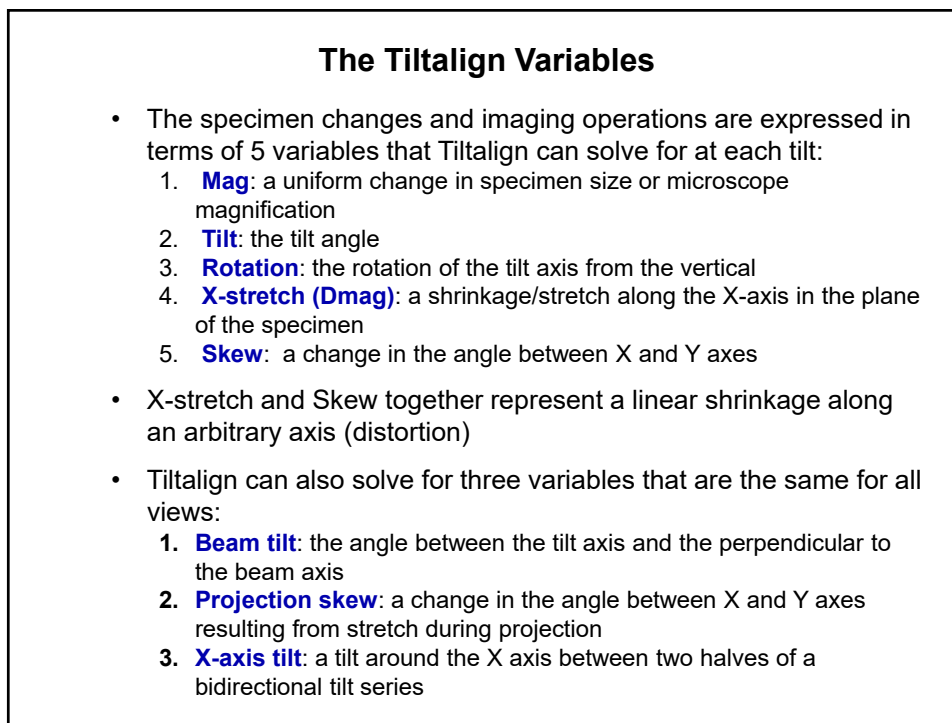 The Tiltalign Variables
• The specimen changes and imaging operations are expressed in
terms of 5 variables that Tiltalign can solve for at each tilt:
1. Mag: a uniform change in specimen size or microscope
magnification
2. Tilt: the tilt angle
3. Rotation: the rotation of the tilt axis from the vertical
4. X-stretch (Dmag): a shrinkage/stretch along the X-axis in the plane
of the specimen
5. Skew: a change in the angle between X and Y axes
• X-stretch and Skew together represent a linear shrinkage along
an arbitrary axis (distortion)
• Tiltalign can also solve for three variables that are the same for all
views:
1. Beam tilt: the angle between the tilt axis and the perpendicular to
the beam axis
2. Projection skew: a change in the angle between X and Y axes
resulting from stretch during projection
3. X-axis tilt: a tilt around the X axis between two halves of a
bidirectional tilt series